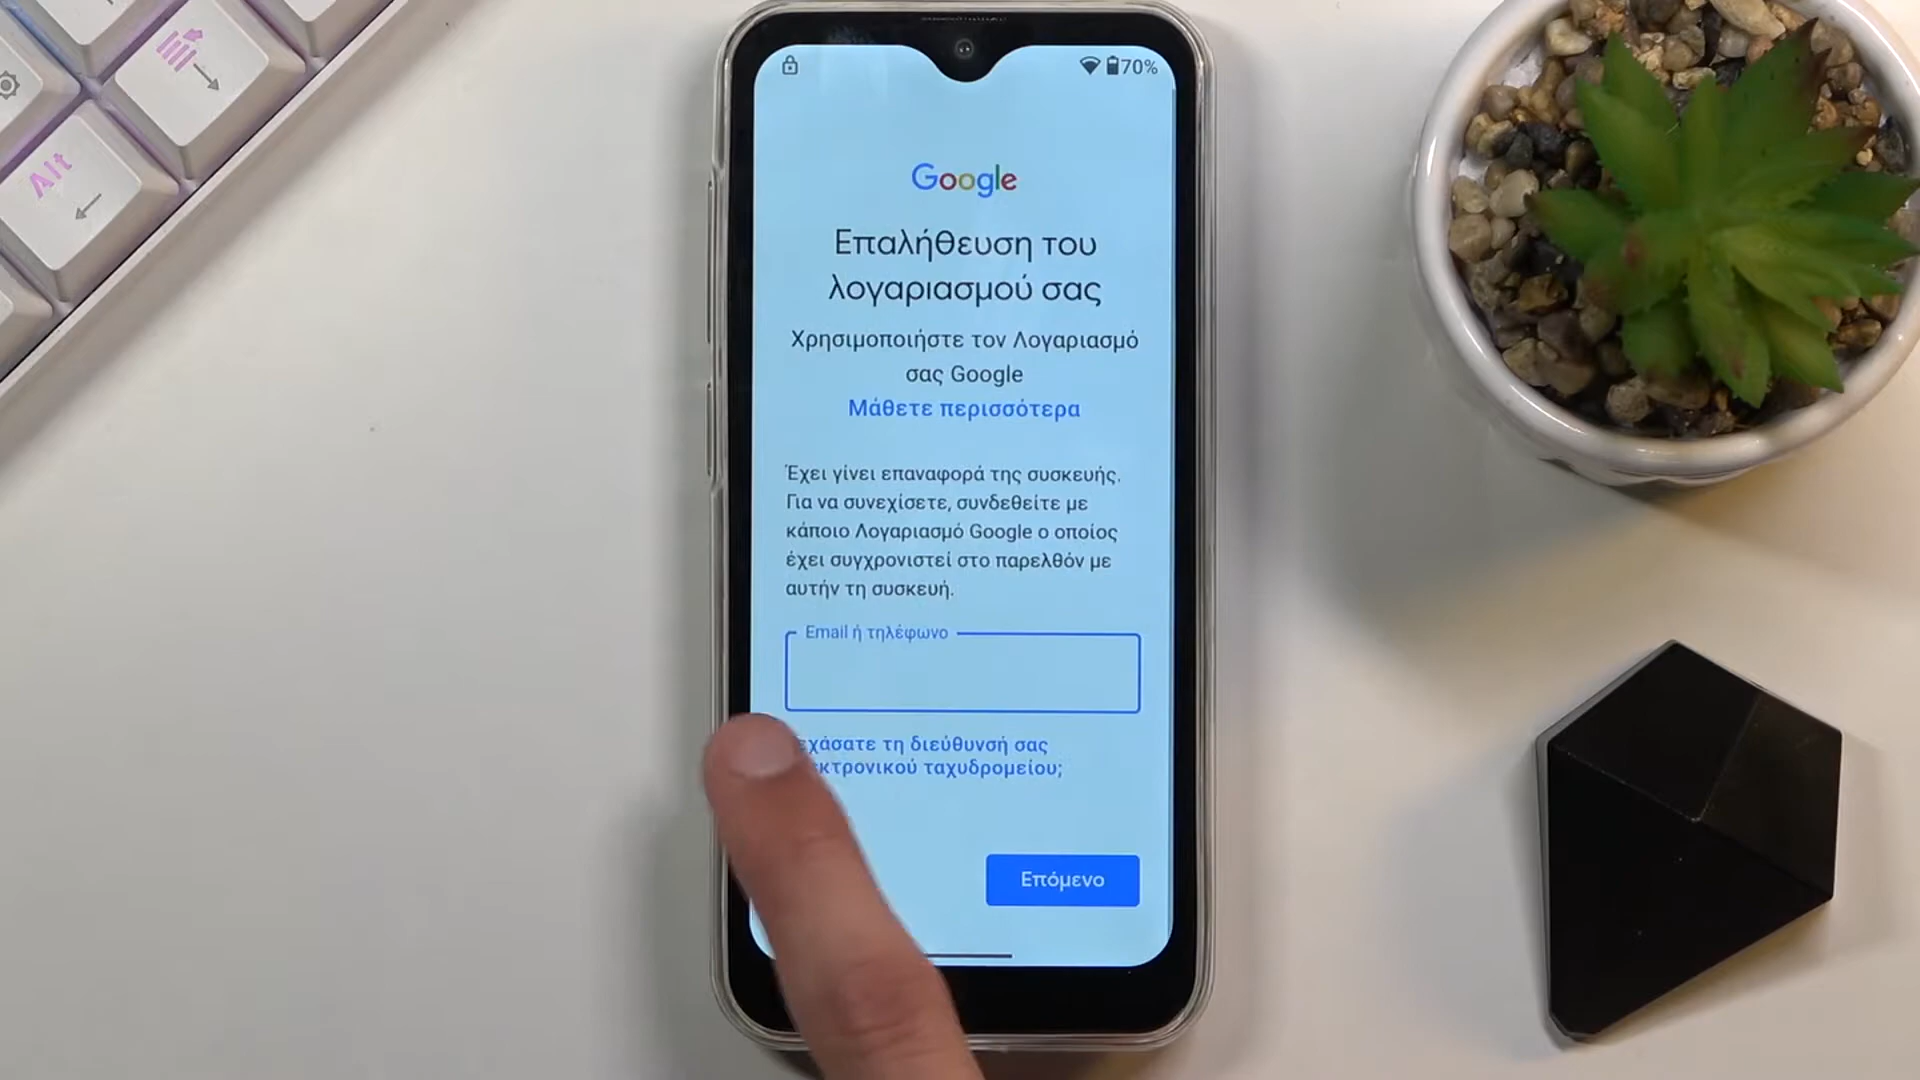 Alt
70%
Google
Επαλήθευση του
λογαριασμού σας
Χρησιμοποιήστε τον Λογαριασμό
σας Google
Μάθετε περισσότερα
Έχει γίνει επαναφορά της συσκευής.
Για να συνεχίσετε, συνδεθείτε με
κάποιο Λογαριασμό Google ο οποίος
έχει συγχρονιστεί στο παρελθόν με
αυτήν τη συσκευή.
Email ή τηλέφωνο
τη διεύθυνσή σας
ταχυδρομείου;
Επόμενο